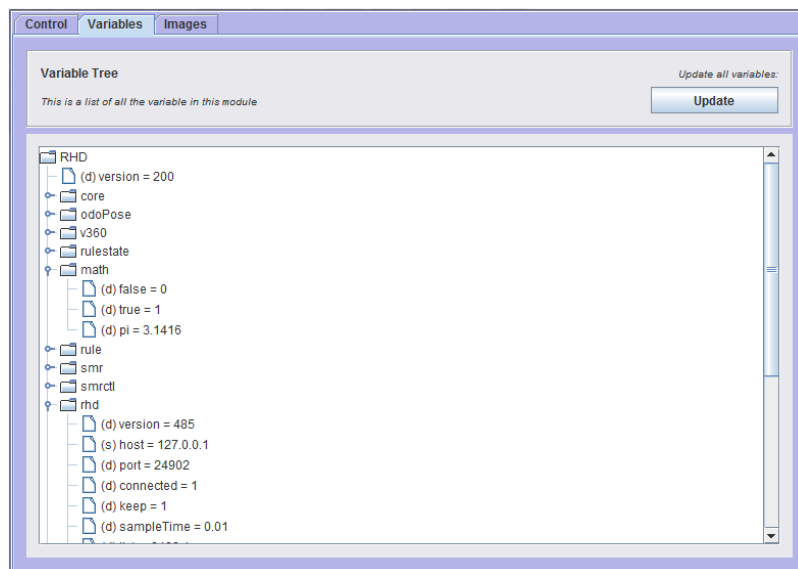 Control Variables Images
Variable Tree
Update all variables:
This is a list of all the variable in this module
Update
RHD
(d) version = 200
core
odoPose
v360
rulestate
math
(d) false = 0
(d) true = 1
(d) pi = 3.1416
rule
smr
smrctl
rhd
(d) version = 485
(s) host = 127.0.0.1
(d) port = 24902
(d) connected = 1
(d) keep = 1
(d) sampleTime = 0.01